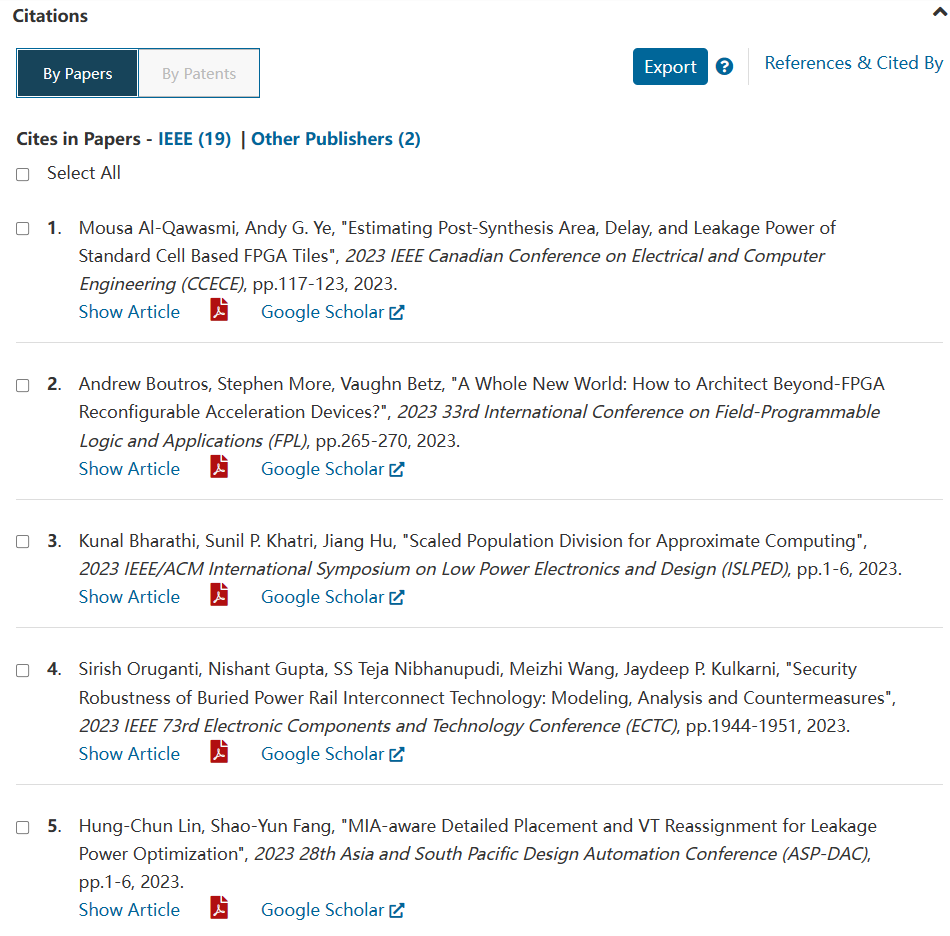 Citations
By Papers
By Patents
Export
References & Cited By
Cites in Papers - IEEE (19) | Other Publishers (2)
Select All
1. Mousa Al-Qawasmi, Andy G. Ye, "Estimating Post-Synthesis Area, Delay, and Leakage Power of
Standard Cell Based FPGA Tiles", 2023 IEEE Canadian Conference on Electrical and Computer
Engineering (CCECE), pp.117-123, 2023.
Show Article Google Scholar
2. Andrew Boutros, Stephen More, Vaughn Betz, "A Whole New World: How to Architect Beyond-FPGA
Reconfigurable Acceleration Devices?", 2023 33rd International Conference on Field-Programmable
Logic and Applications (FPL), pp.265-270, 2023.
Show Article Google Scholar
3. Kunal Bharathi, Sunil P. Khatri, Jiang Hu, "Scaled Population Division for Approximate Computing",
2023 IEEE/ACM International Symposium on Low Power Electronics and Design (ISLPED), pp.1-6, 2023.
Show Article Google Scholar
4. Sirish Oruganti, Nishant Gupta, SS Teja Nibhanupudi, Meizhi Wang, Jaydeep P. Kulkarni, "Security
Robustness of Buried Power Rail Interconnect Technology: Modeling, Analysis and Countermeasures",
2023 IEEE 73rd Electronic Components and Technology Conference (ECTC), pp.1944-1951, 2023.
Show Article Google Scholar
5. Hung-Chun Lin, Shao-Yun Fang, "MIA-aware Detailed Placement and VT Reassignment for Leakage
Power Optimization", 2023 28th Asia and South Pacific Design Automation Conference (ASP-DAC),
pp.1-6, 2023.
Show Article Google Scholar